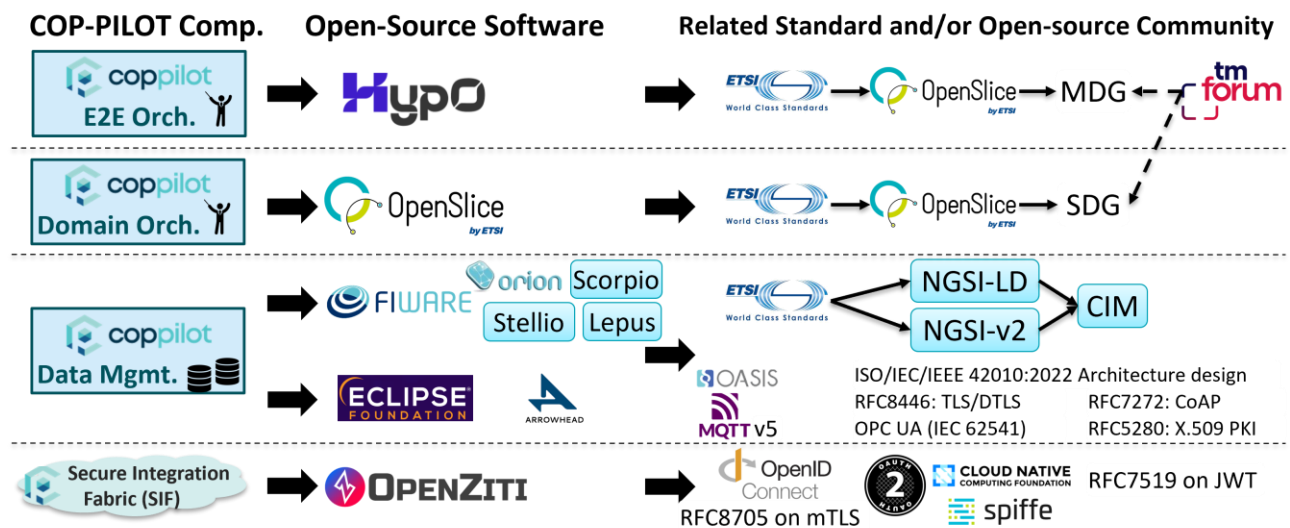 COP-PILOT Comp. Open-Source Software Related Standard and/or Open-source Community
coppilot
E2E Orch.
HypO
ETSI
World Class Standards
OpenSlice
by ETSI
MDG
tm
forum
coppilot
Domain Orch.
OpenSlice
by ETSI
ETSI
World Class Standards
OpenSlice
by ETSI
SDG
coppilot
Data Mgmt.
FIWARE
orion
Scorpio
Stellio
Lepus
ETSI
World Class Standards
NGSI-LD
NGSI-v2
CIM
ECLIPSE
FOUNDATION
ARROWHEAD
OASIS
MQTT v5
ISO/IEC/IEEE 42010:2022 Architecture design
RFC8446: TLS/DTLS
RFC7272: CoAP
OPC UA (IEC 62541)
RFC5280: X.509 PKI
Secure Integration
Fabric (SIF)
OPENZITI
OpenID
Connect
RFC8705 on mTLS
OAUTH
2
OAUTH
CLOUD NATIVE
COMPUTING FOUNDATION
spiffe
RFC7519 on JWT